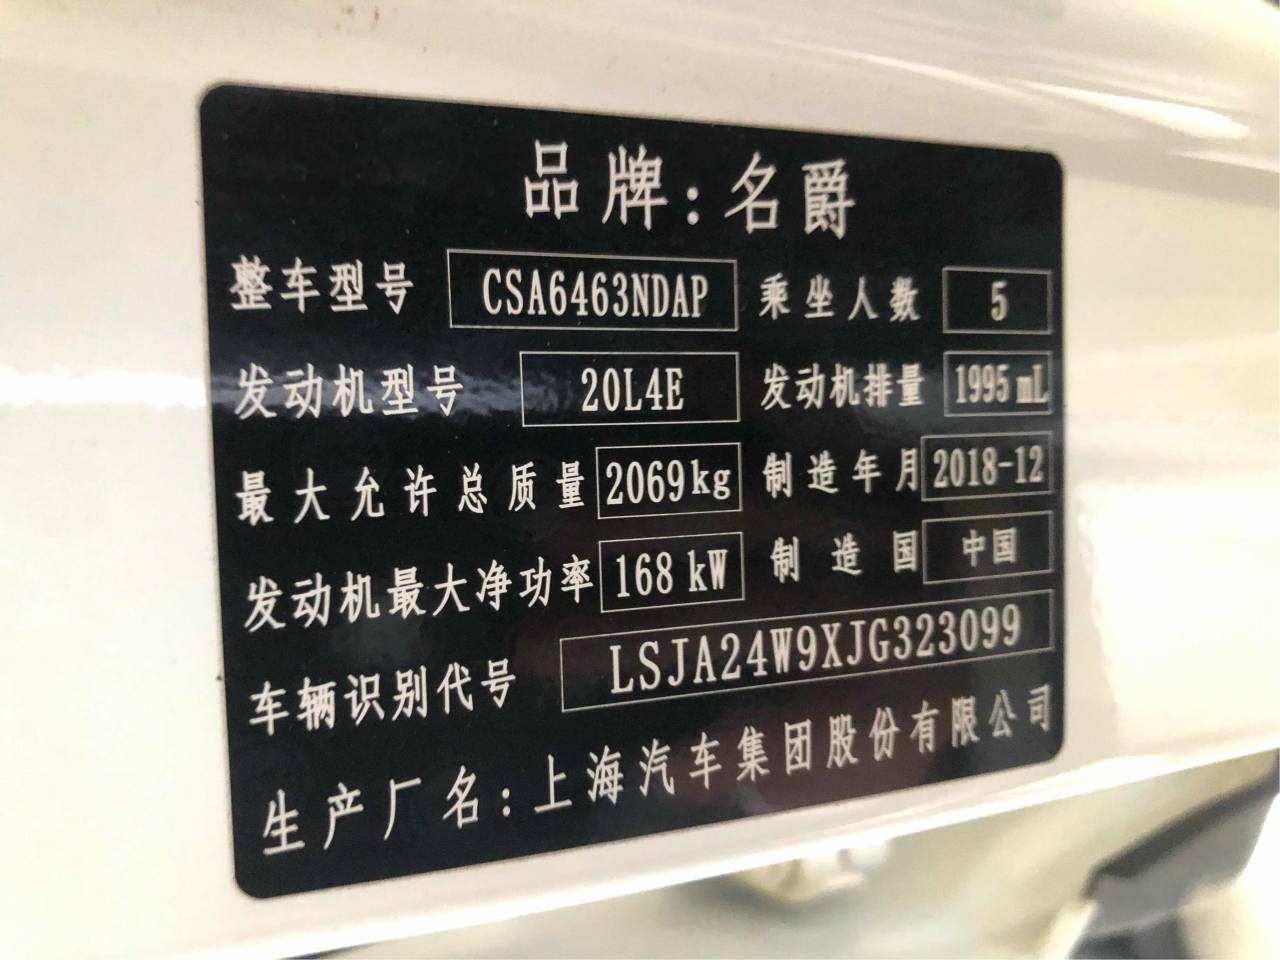 品牌:名爵
整车型号 CSA6463NDAP 乘坐人数 5
发动机型号 20L4E 发动机排量 1995 mL
最大允许总质量 2069kg 制造年月 2018-12
发动机最大净功率 168 kW 制造国 中国
车辆识别代号 LSJA24W9XJG323099
生产厂名:上海汽车集团股份有限公司